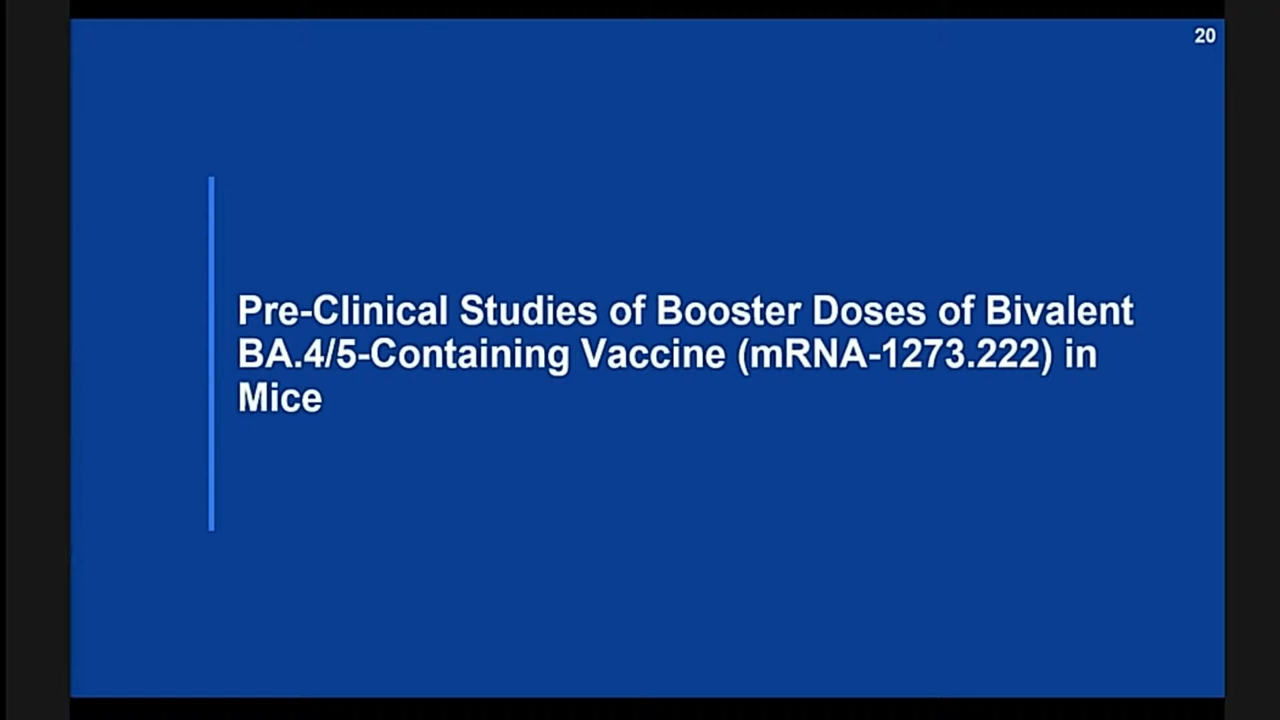 20
Pre-Clinical Studies of Booster Doses of Bivalent
BA.4/5-Containing Vaccine (mRNA-1273.222) in
Mice